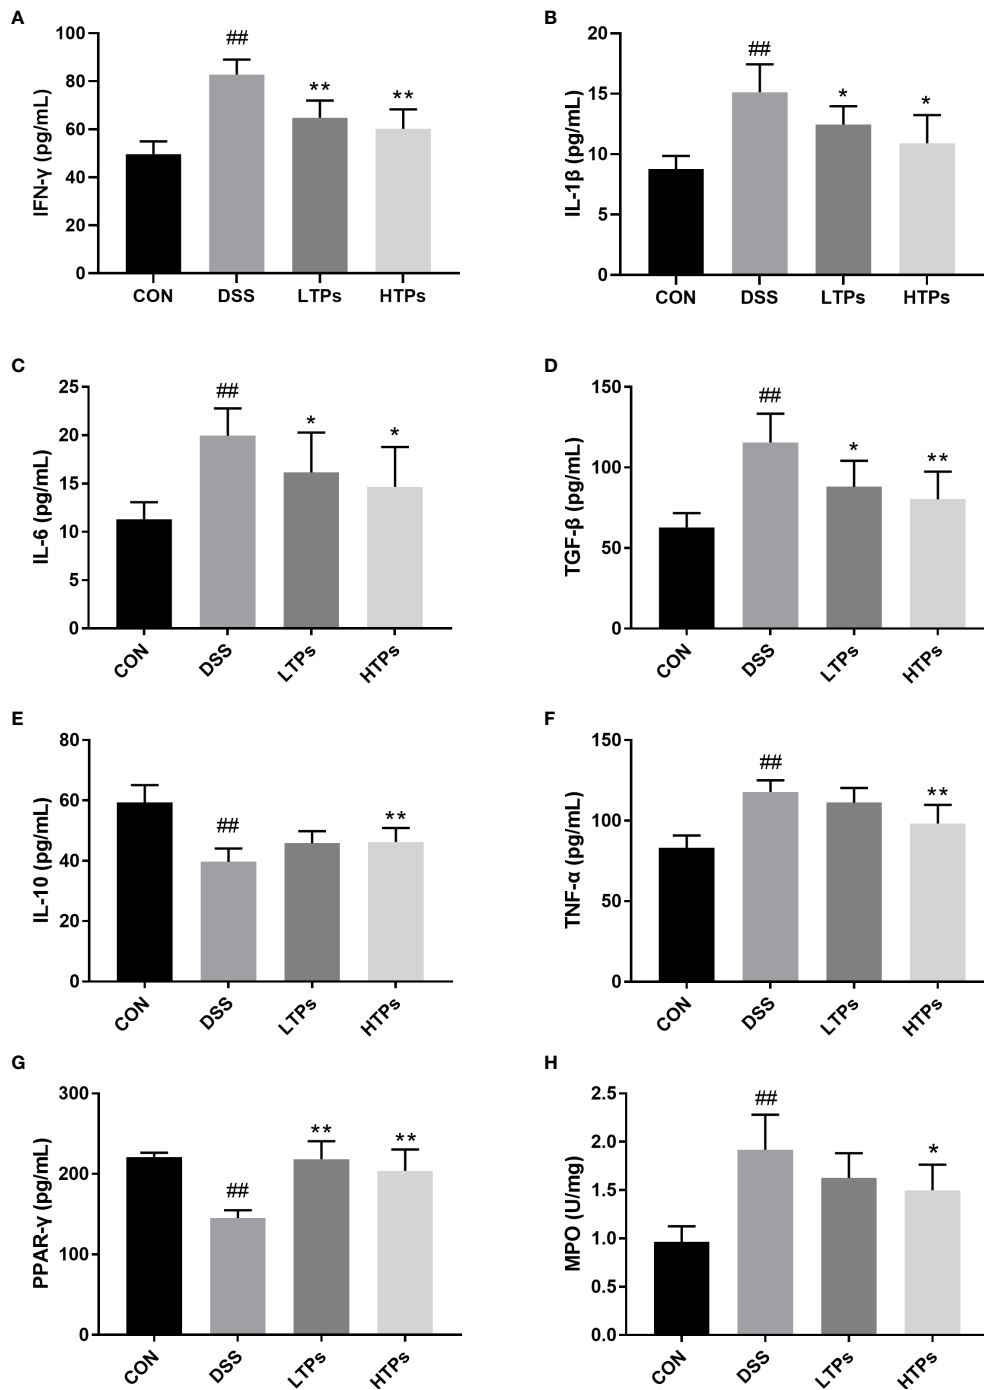 A
IFN-γ (pg/mL)
100
80
60
40
20
0
##
**
**
CON DSS LTPs HTPs
B
IL-1β (pg/mL)
20
15
10
5
0
##
*
*
CON DSS LTPs HTPs
C
IL-6 (pg/mL)
25
20
15
10
5
0
##
*
*
CON DSS LTPs HTPs
D
TGF-β (pg/mL)
150
100
50
0
##
*
**
CON DSS LTPs HTPs
E
IL-10 (pg/mL)
80
60
40
20
0
##
**
CON DSS LTPs HTPs
F
TNF-α (pg/mL)
150
100
50
0
##
**
CON DSS LTPs HTPs
G
PPAR-γ (pg/mL)
300
200
100
0
##
**
**
CON DSS LTPs HTPs
H
MPO (U/mg)
2.5
2.0
1.5
1.0
0.5
0.0
##
*
CON DSS LTPs HTPs